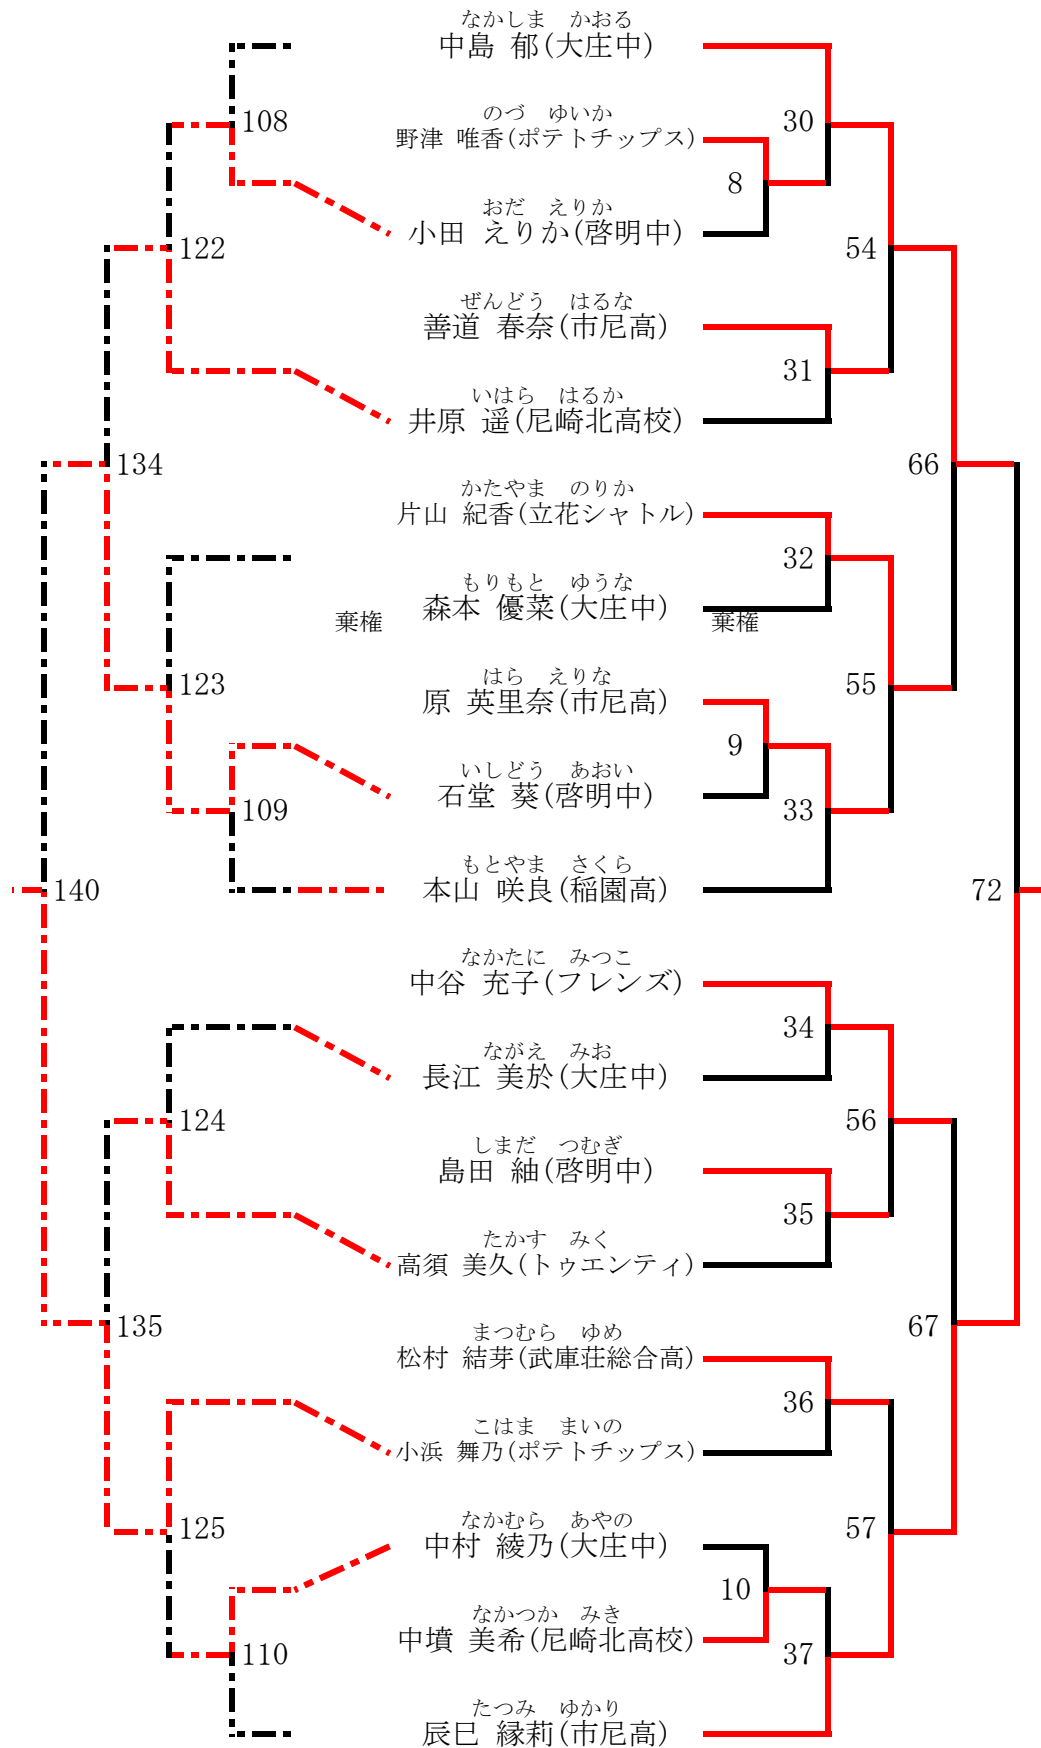 なかしま かおる
中島 郁(大庄中)
108
のづ ゆいか
30
野津 唯香(ポテトチップス)
8
おだ えりか
小田 えりか(啓明中)
122
54
ぜんどう はるな
善道 春奈(市尼高)
31
いはら はるか
井原 遥(尼崎北高校)
134
66
かたやま のりか
片山 紀香(立花シャトル)
32
もりもと ゆうな
森本 優菜(大庄中)
棄権
棄権
はら えりな
123
55
原 英里奈(市尼高)
9
いしどう あおい
石堂 葵(啓明中)
109
33
もとやま さくら
140
本山 咲良(稲園高)
72
なかたに みつこ
中谷 充子(フレンズ)
34
ながえ みお
長江 美於(大庄中)
124
56
しまだ つむぎ
島田 紬(啓明中)
35
たかす みく
高須 美久(トゥエンティ)
135
67
まつむら ゆめ
松村 結芽(武庫荘総合高)
36
こはま まいの
小浜 舞乃(ポテトチップス)
なかむら あやの
125
57
中村 綾乃(大庄中)
10
なかつか みき
中墳 美希(尼崎北高校)
110
37
たつみ ゆかり
辰巳 縁莉(市尼高)